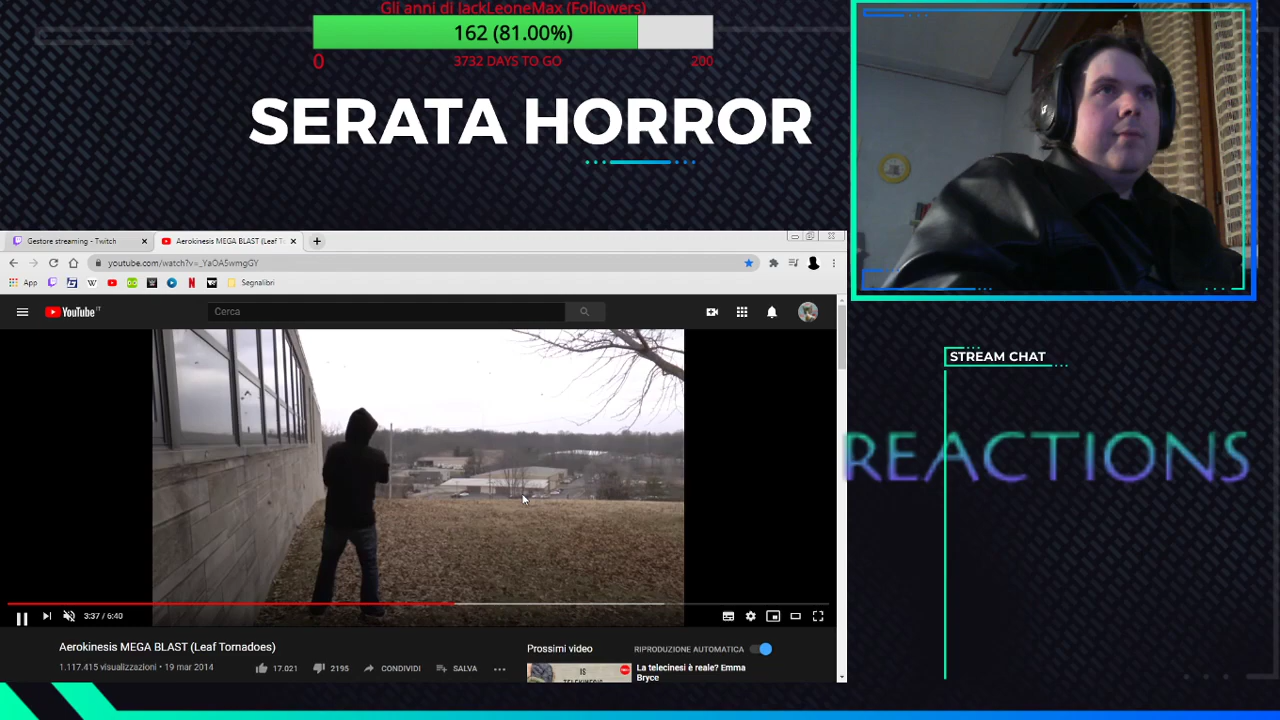 Gli anni di JackLeoneMax (Followers)
162 (81.00%)
0
3732 DAYS TO GO
200
SERATA HORROR
Gestore streaming - Twitch
Aerokinesis MEGA BLAST (Leaf To
youtube.com/watch?v=_YaOA5wmgGY
App
Segnalibri
YouTube IT
Cerca
3:37 / 6:40
Aerokinesis MEGA BLAST (Leaf Tornadoes)
1.117.415 visualizzazioni • 19 mar 2014
17.021
2195
CONDIVIDI
SALVA
Prossimi video
RIPRODUZIONE AUTOMATICA
IS
La telecinesi è reale? Emma
Bryce
STREAM CHAT
REACTIONS